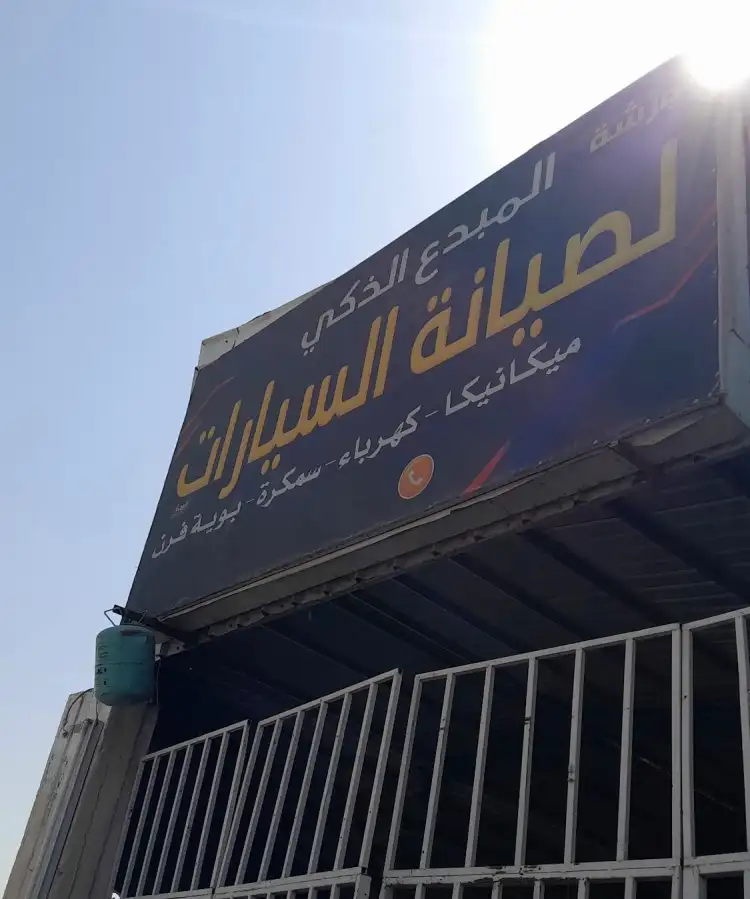 ورشة المبدع الذكي
لصيانة السيارات
ميكانيكا - كهرباء - سمكرة - بوية فرن